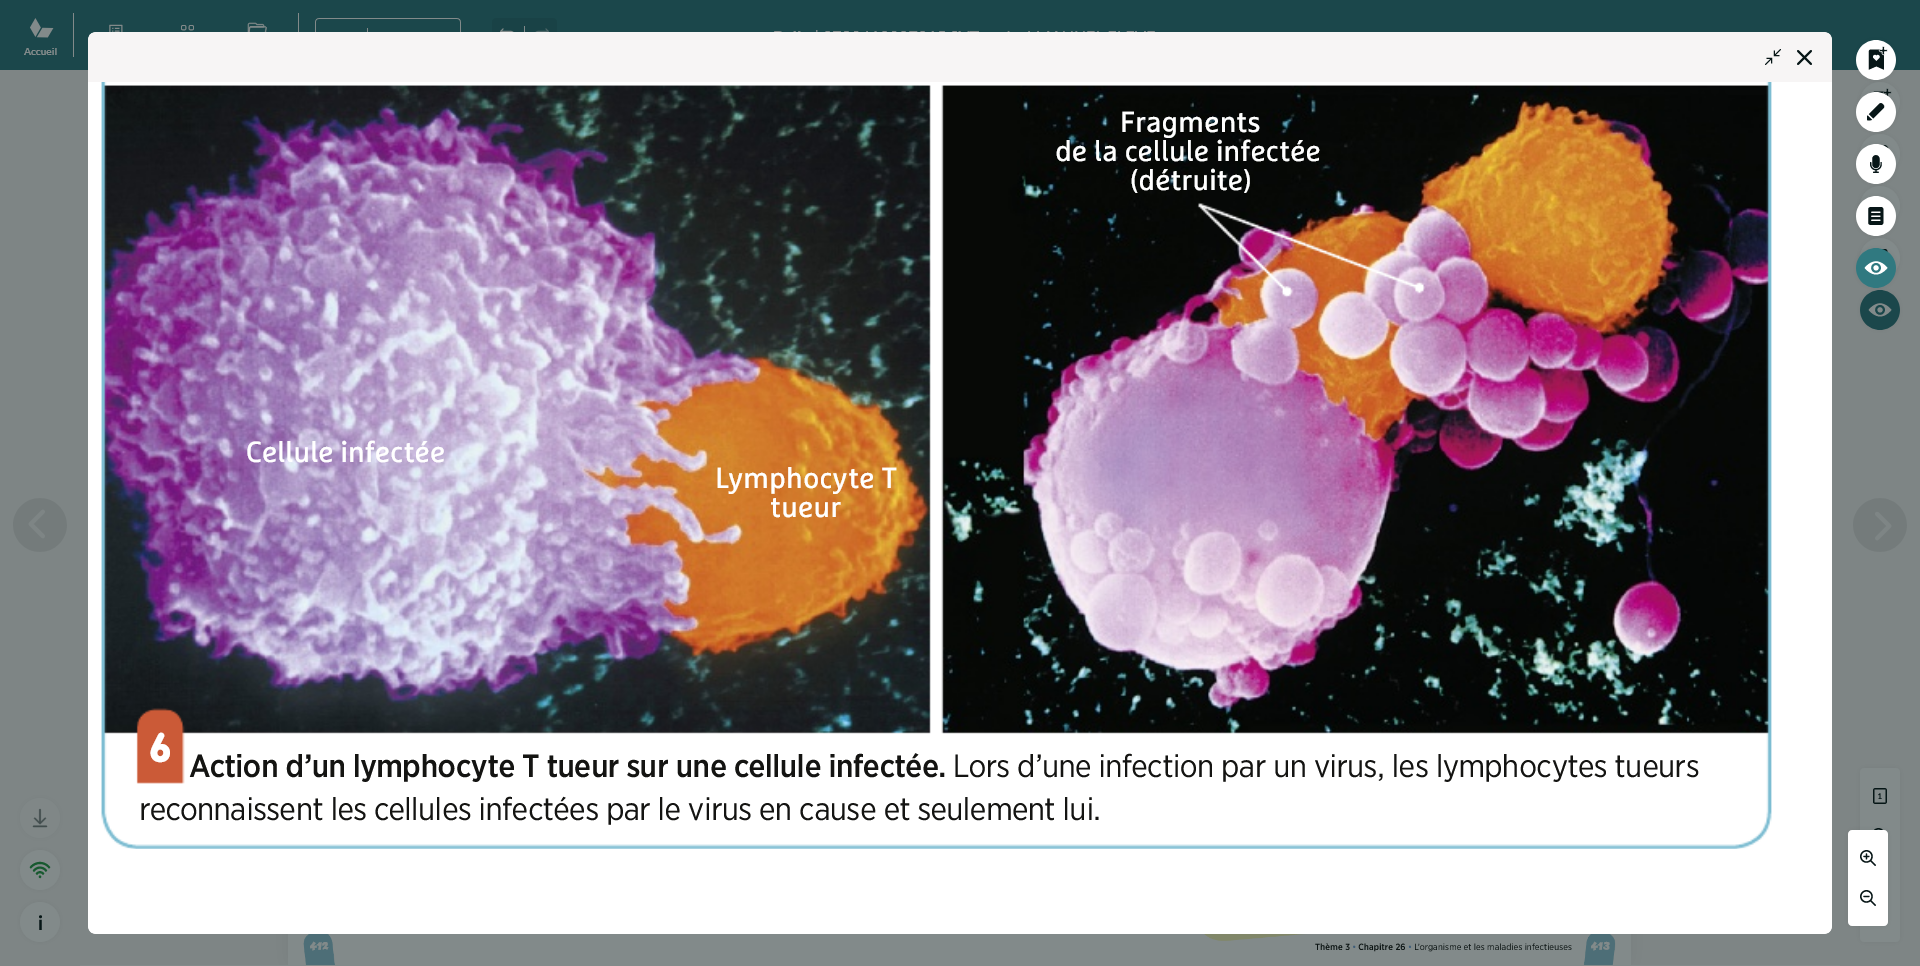 Accueil
Fragments
de la cellule infectée
(détruite)
Cellule infectée
Lymphocyte T
tueur
6 Action d’un lymphocyte T tueur sur une cellule infectée. Lors d’une infection par un virus, les lymphocytes tueurs
reconnaissent les cellules infectées par le virus en cause et seulement lui.
412
Thème 3 - Chapitre 26 - L’organisme et les maladies infectieuses
413